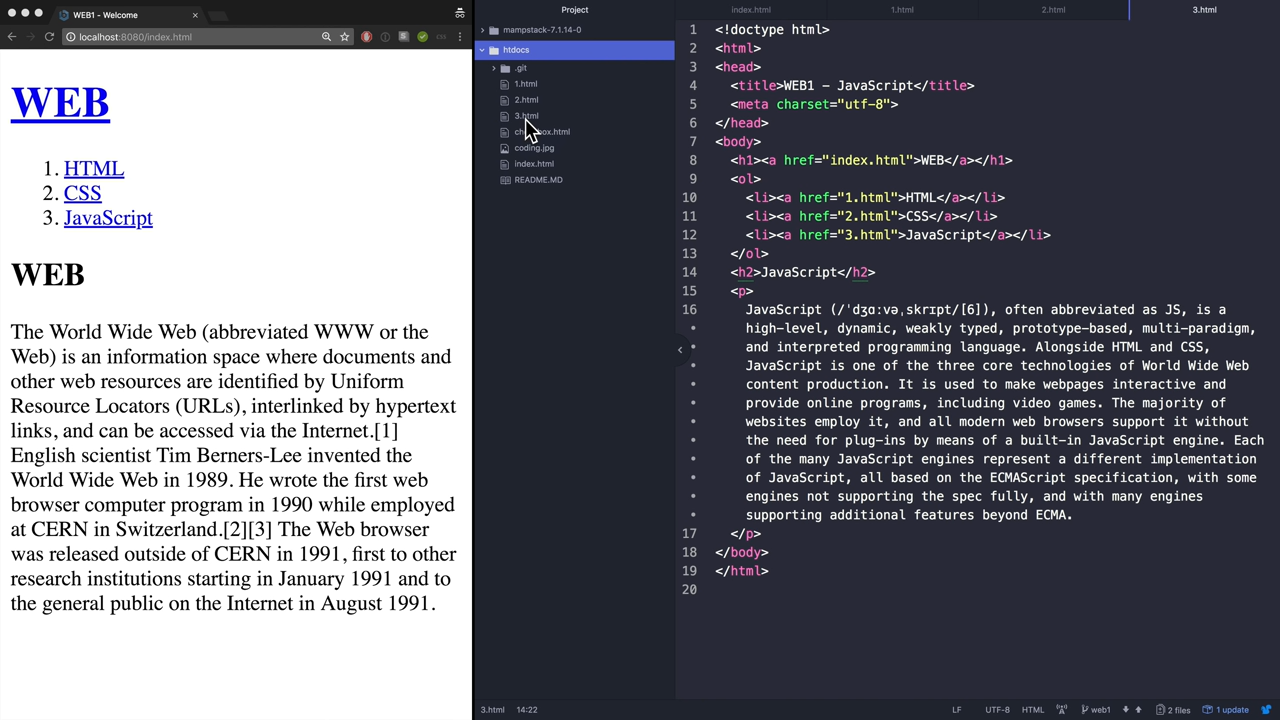 WEB1 - Welcome
localhost:8080/index.html
WEB
1. HTML
2. CSS
3. JavaScript
WEB
The World Wide Web (abbreviated WWW or the
Web) is an information space where documents and
other web resources are identified by Uniform
Resource Locators (URLs), interlinked by hypertext
links, and can be accessed via the Internet.[1]
English scientist Tim Berners-Lee invented the
World Wide Web in 1989. He wrote the first web
browser computer program in 1990 while employed
at CERN in Switzerland.[2][3] The Web browser
was released outside of CERN in 1991, first to other
research institutions starting in January 1991 and to
the general public on the Internet in August 1991.
Project
mampstack-7.1.14-0
htdocs
.git
1.html
2.html
3.html
coding.jpg
index.html
README.MD
index.html 1.html 2.html 3.html
1 <!doctype html>
2 <html>
3 <head>
4 <title>WEB1 - JavaScript</title>
5 <meta charset="utf-8">
6 </head>
7 <body>
8 <h1><a href="index.html">WEB</a></h1>
9 <ol>
10 <li><a href="1.html">HTML</a></li>
11 <li><a href="2.html">CSS</a></li>
12 <li><a href="3.html">JavaScript</a></li>
13 </ol>
14 <h2>JavaScript</h2>
15 <p>
16 JavaScript (/ˈdʒɑːvəˌskrɪpt/[6]), often abbreviated as JS, is a
• high-level, dynamic, weakly typed, prototype-based, multi-paradigm,
• and interpreted programming language. Alongside HTML and CSS,
• JavaScript is one of the three core technologies of World Wide Web
• content production. It is used to make webpages interactive and
• provide online programs, including video games. The majority of
• websites employ it, and all modern web browsers support it without
• the need for plug-ins by means of a built-in JavaScript engine. Each
• of the many JavaScript engines represent a different implementation
• of JavaScript, all based on the ECMAScript specification, with some
• engines not supporting the spec fully, and with many engines
• supporting additional features beyond ECMA.
17 </p>
18 </body>
19 </html>
20
3.html 14:22 LF UTF-8 HTML web1 2 files 1 update